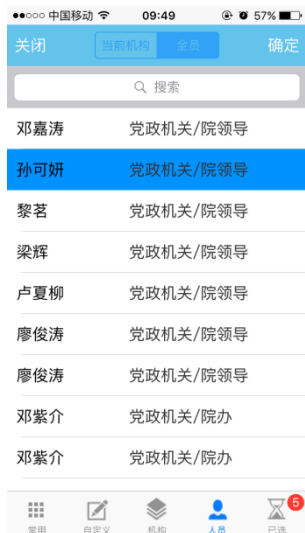 中国移动 09:49 57%
关闭 当前机构 全员 确定
搜索
邓嘉涛 党政机关/院领导
孙可妍 党政机关/院领导
黎茗 党政机关/院领导
梁辉 党政机关/院领导
卢夏柳 党政机关/院领导
廖俊涛 党政机关/院领导
廖俊涛 党政机关/院领导
邓紫介 党政机关/院办
邓紫介 党政机关/院办
5
常用 自定义 机构 人员 已选